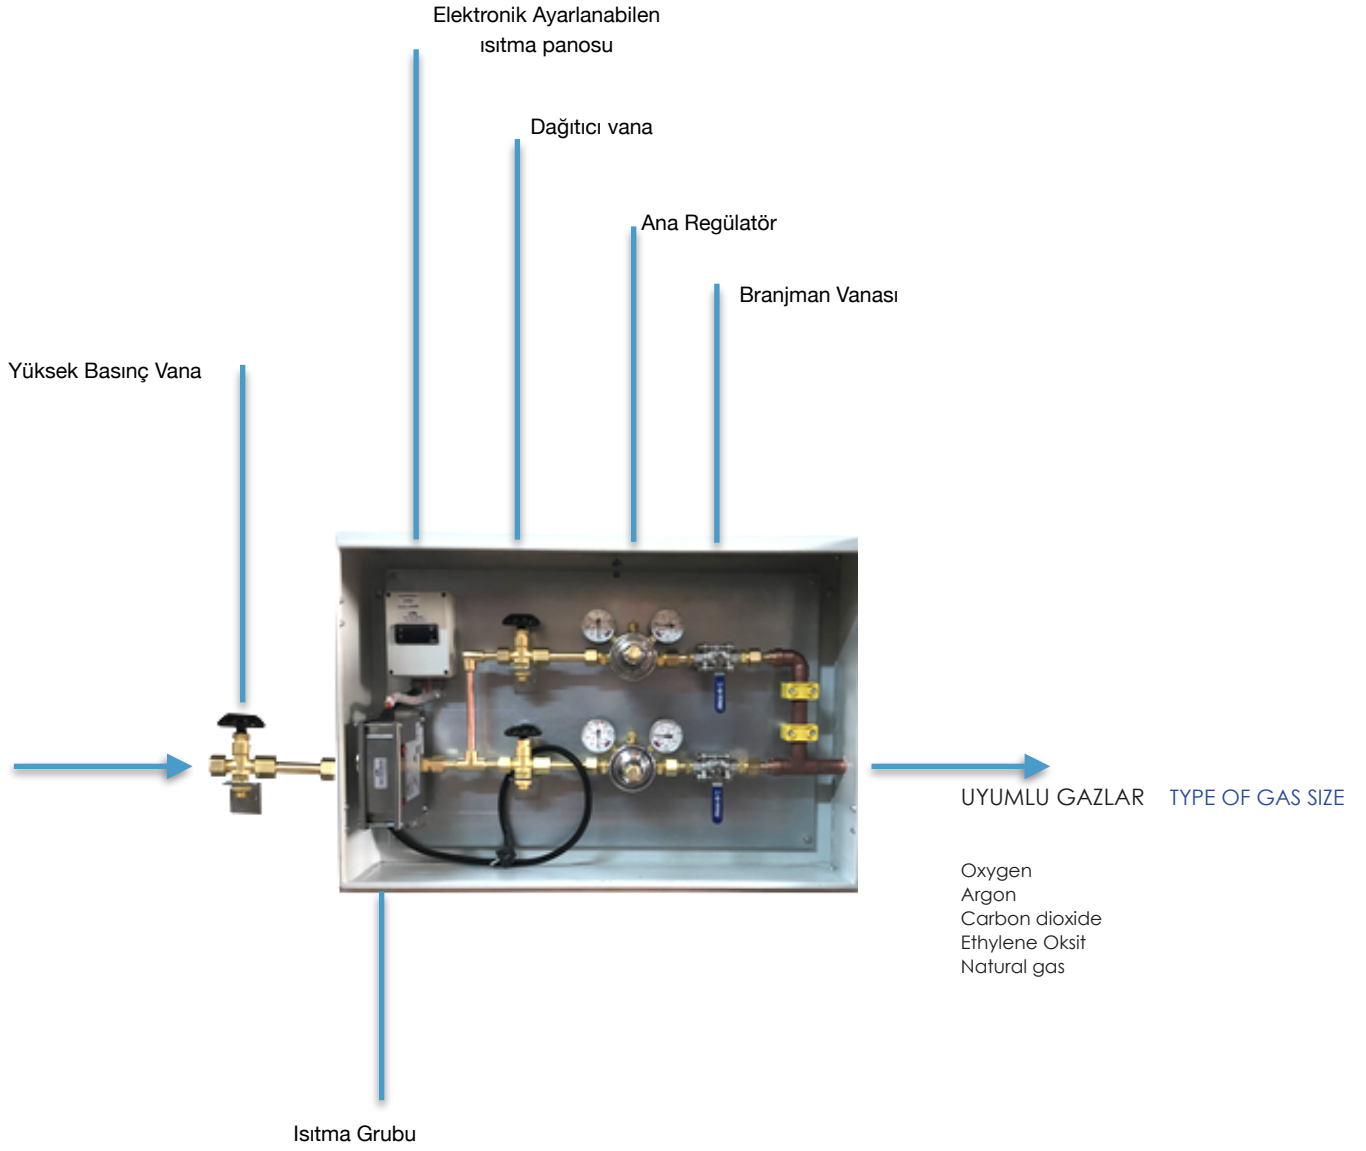 Elektronik Ayarlanabilen
ısıtma panosu
Dağıtıcı vana
Ana Regülatör
Branjman Vanası
Yüksek Basınç Vana
UYUMLU GAZLAR TYPE OF GAS SIZE
Oxygen
Argon
Carbon dioxide
Ethylene Oksit
Natural gas
Isıtma Grubu